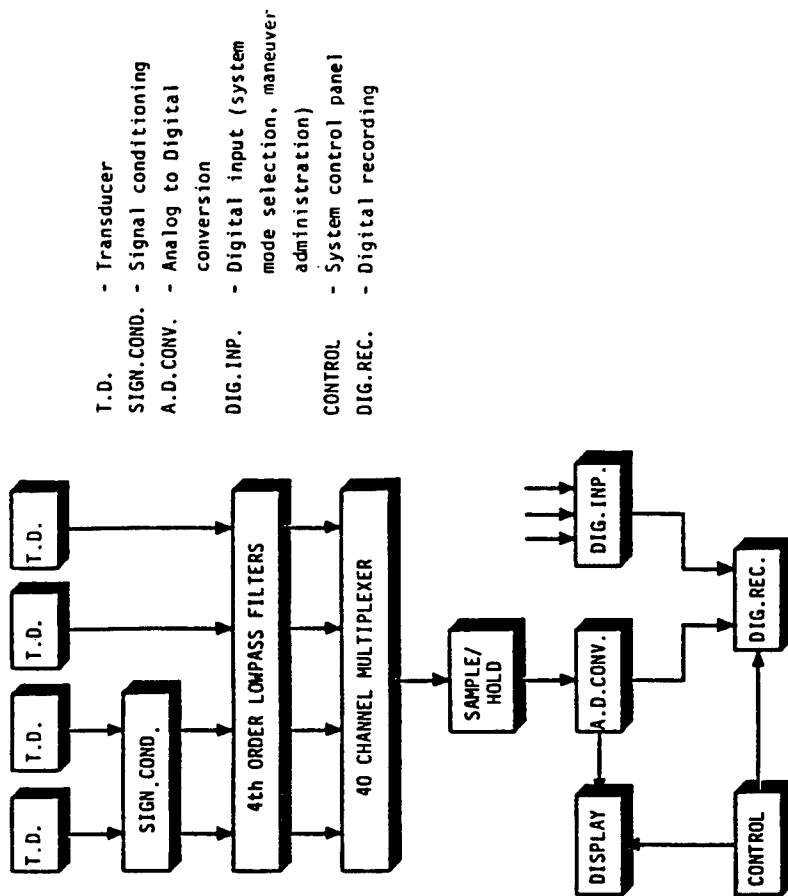 T.D.
T.D.
T.D.
T.D.
SIGN.COND.
4th ORDER LOWPASS FILTERS
40 CHANNEL MULTIPLEXER
SAMPLE/
HOLD
DISPLAY
A.D.CONV.
DIG.INP.
CONTROL
DIG.REC.
T.D. - Transducer
SIGN.COND. - Signal conditioning
A.D.CONV. - Analog to Digital
conversion
DIG.INP. - Digital input (system
mode selection, maneuver
administration)
CONTROL - System control panel
DIG.REC. - Digital recording